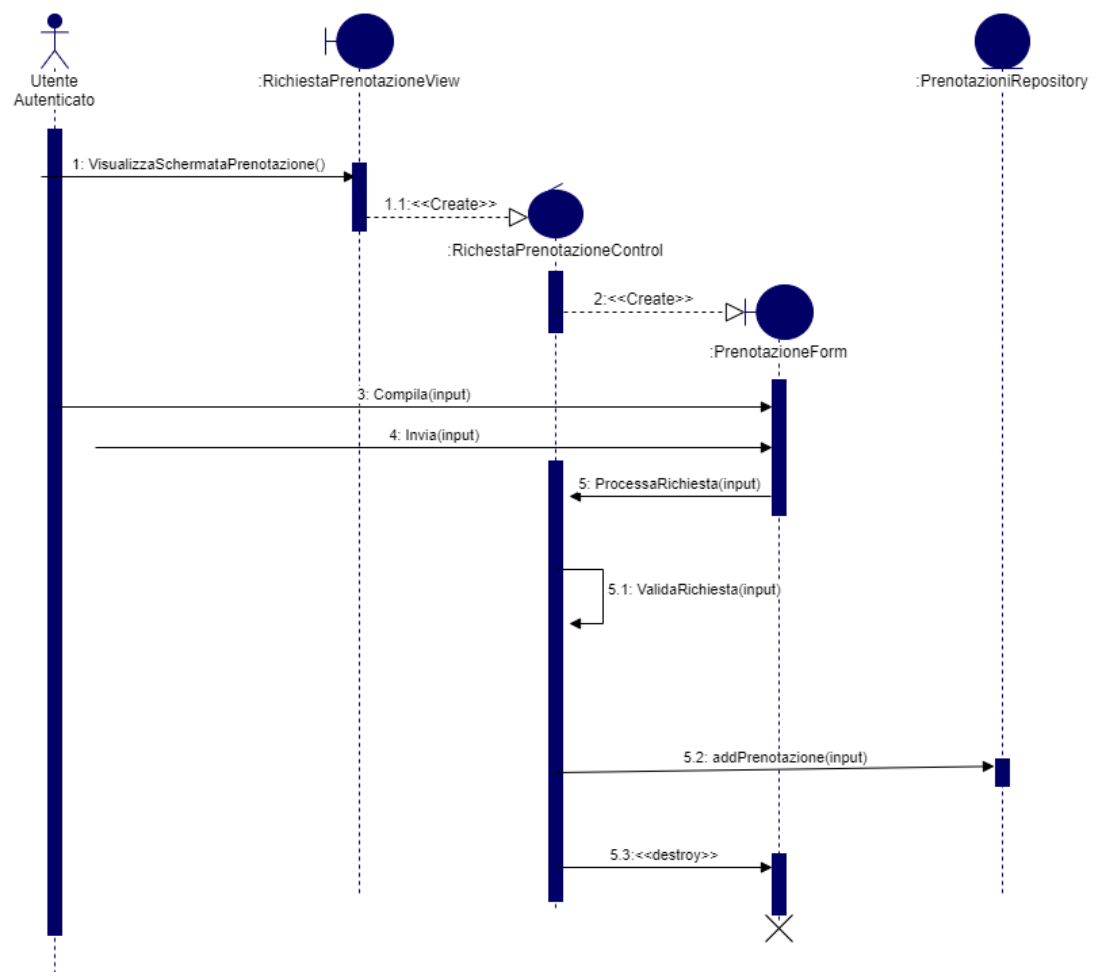 Utente
Autenticato
:RichiestaPrenotazioneView
:PrenotazioniRepository
1: VisualizzaSchermataPrenotazione()
1.1:<<Create>>
:RichestaPrenotazioneControl
2:<<Create>>
:PrenotazioneForm
3: Compila(input)
4: Invia(input)
5: ProcessaRichiesta(input)
5.1: ValidaRichiesta(input)
5.2: addPrenotazione(input)
5.3:<<destroy>>